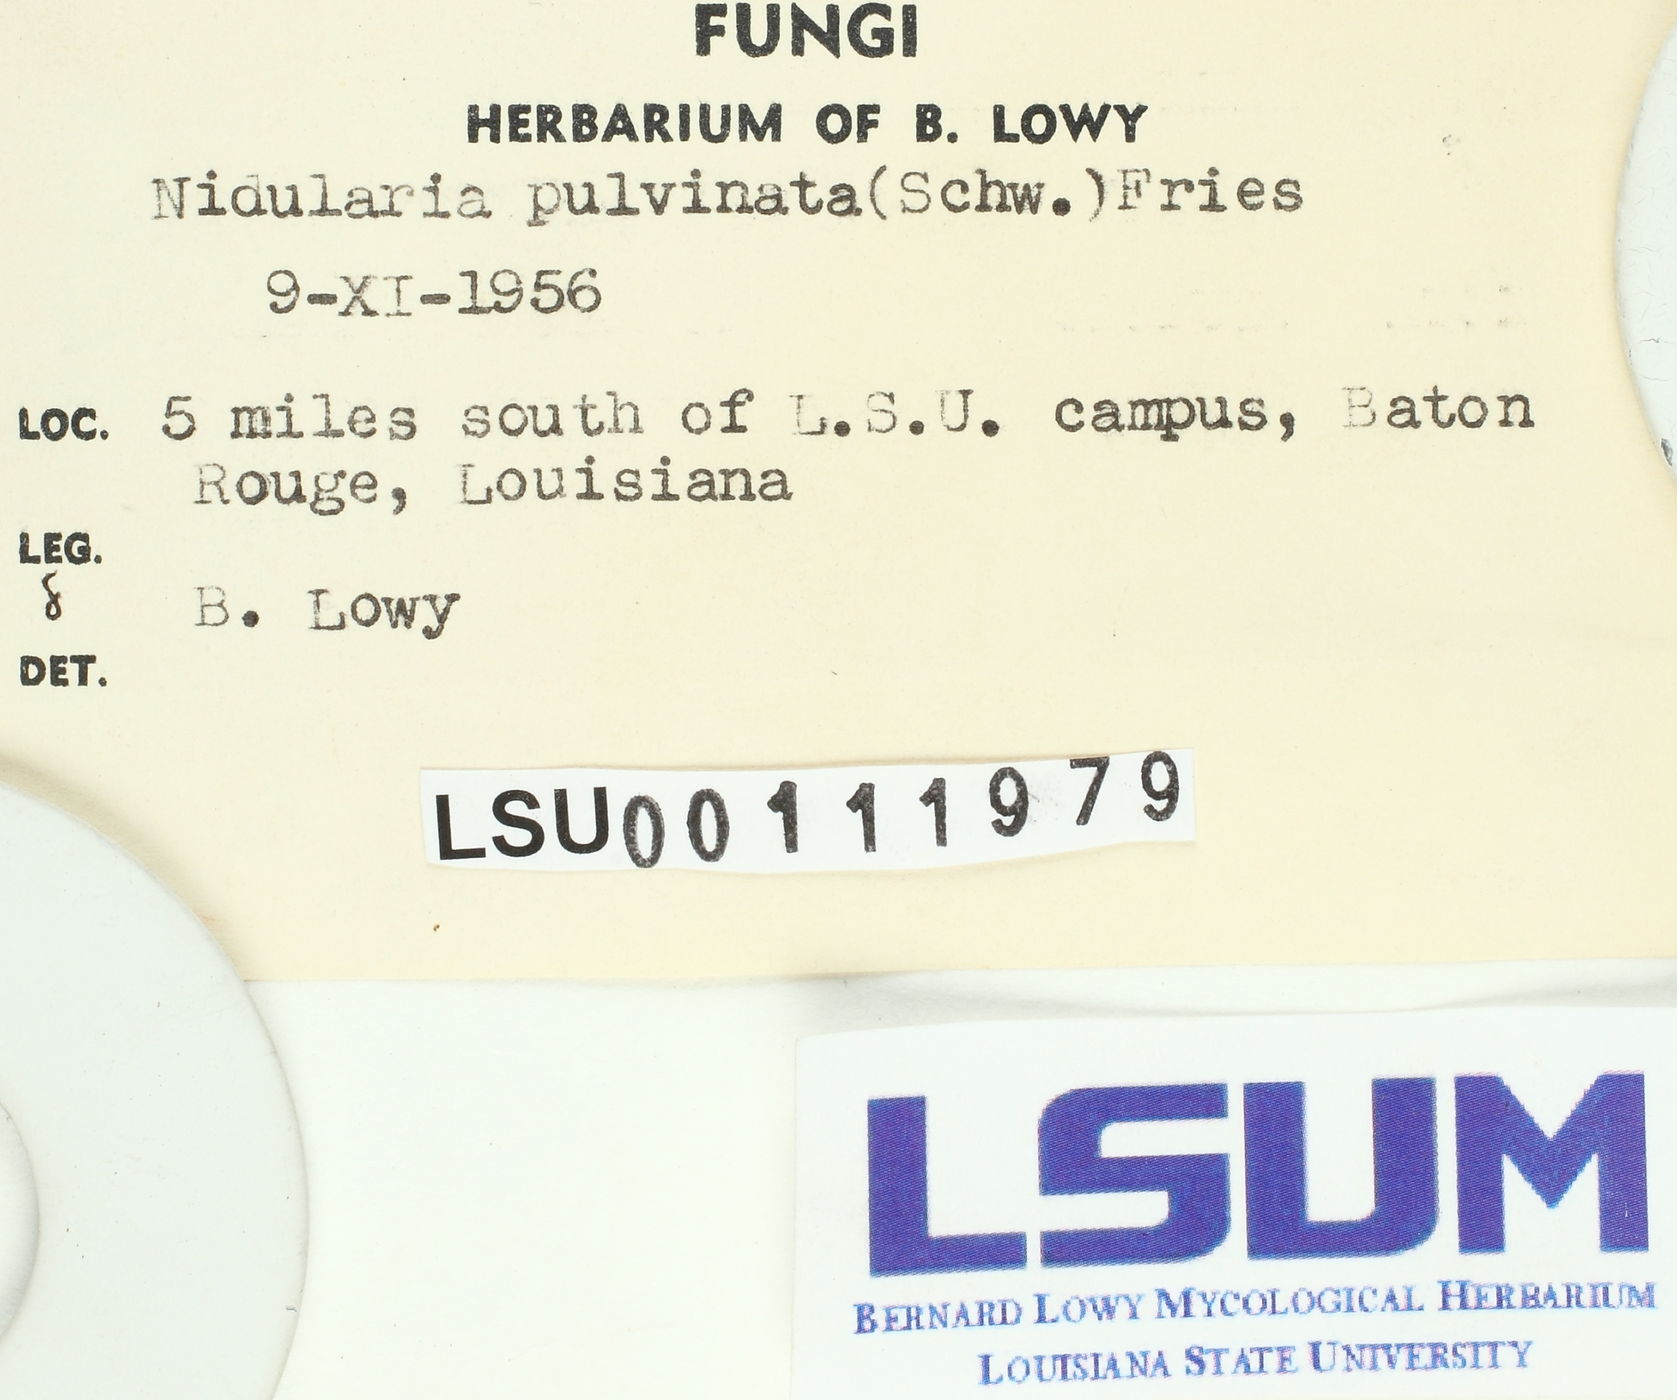 FUNGI
HERBARIUM OF B. LOWY
Nidularia pulvinata(Schw.)Fries
9-XI-1956
LOC. 5 miles south of L.S.U. campus, Baton
Rouge, Louisiana
LEG.
& B. Lowy
DET.
LSU00111979
LSUM
BERNARD LOWY MYCOLOGICAL HERBARIUM
LOUISIANA STATE UNIVERSITY